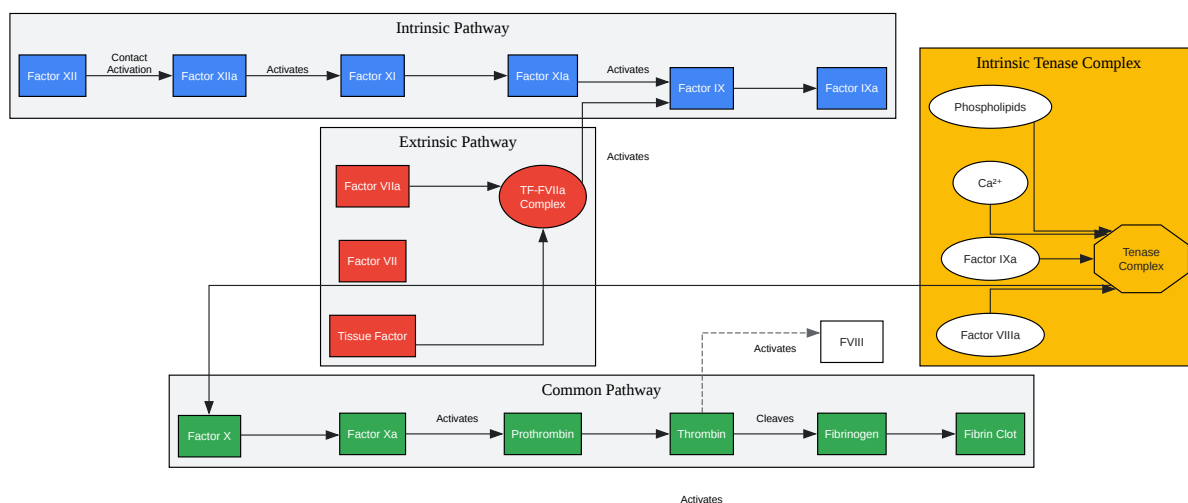 Intrinsic Pathway
Factor XII
Contact
Activation
Factor XIIa
Activates
Factor XI
Factor XIa
Activates
Factor IX
Factor IXa
Intrinsic Tenase Complex
Phospholipids
Ca²⁺
Factor IXa
Tenase
Complex
Factor VIIIa
Extrinsic Pathway
Factor VIIa
TF-FVIIa
Complex
Activates
Factor VII
Tissue Factor
Activates
FVIII
Common Pathway
Factor X
Factor Xa
Activates
Prothrombin
Thrombin
Cleaves
Fibrinogen
Fibrin Clot
Activates